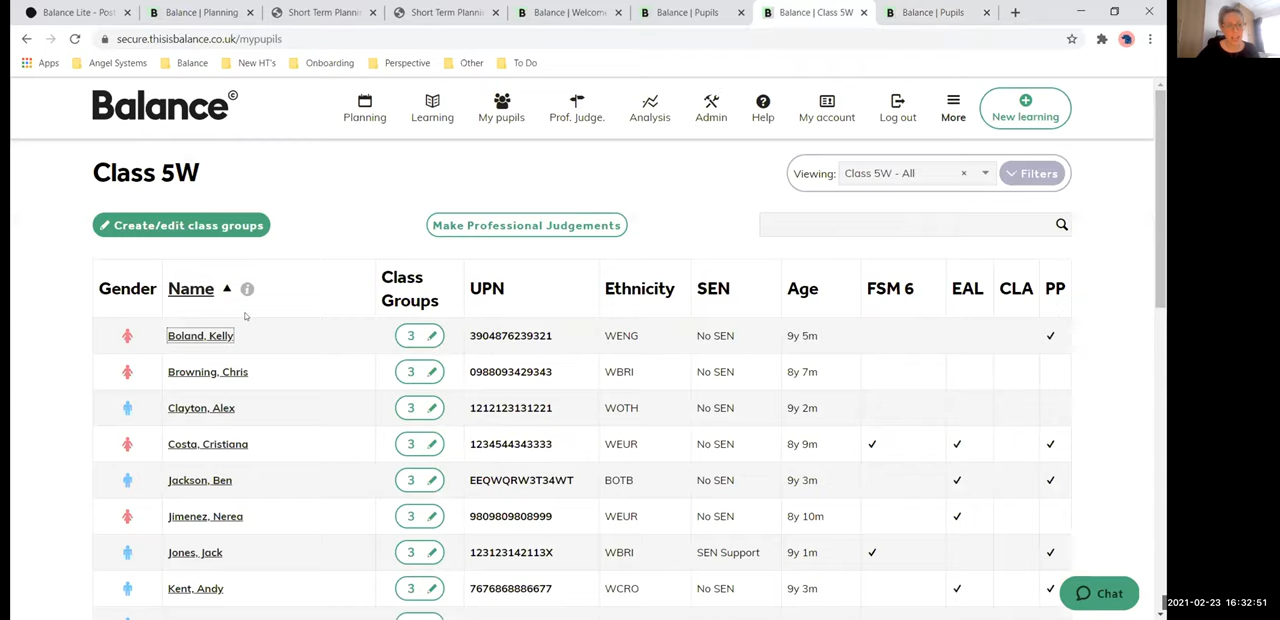 Balance Lite - Post
Balance | Planning
Short Term Plannin
Short Term Plannin
Balance | Welcome
Balance | Pupils
Balance | Class 5W
Balance | Pupils
secure.thisisbalance.co.uk/mypupils
Apps Angel Systems Balance New HT's Onboarding Perspective Other To Do
Balance©
Planning Learning My pupils Prof. Judge. Analysis Admin Help My account Log out More New learning
Class 5W
Viewing: Class 5W - All × Filters
Create/edit class groups Make Professional Judgements
Gender Name ▲ i Class Groups UPN Ethnicity SEN Age FSM 6 EAL CLA PP
Boland, Kelly 3 3904876239321 WENG No SEN 9y 5m ✓
Browning, Chris 3 0988093429343 WBRI No SEN 8y 7m
Clayton, Alex 3 1212123131221 WOTH No SEN 9y 2m
Costa, Cristiana 3 1234544343333 WEUR No SEN 8y 9m ✓ ✓ ✓
Jackson, Ben 3 EEQWQRW3T34WT BOTB No SEN 9y 3m ✓ ✓
Jimenez, Nerea 3 9809809808999 WEUR No SEN 8y 10m ✓
Jones, Jack 3 123123142113X WBRI SEN Support 9y 1m ✓ ✓
Kent, Andy 3 7676868886677 WCRO No SEN 9y 3m ✓ ✓
Chat
2021-02-23 16:32:51